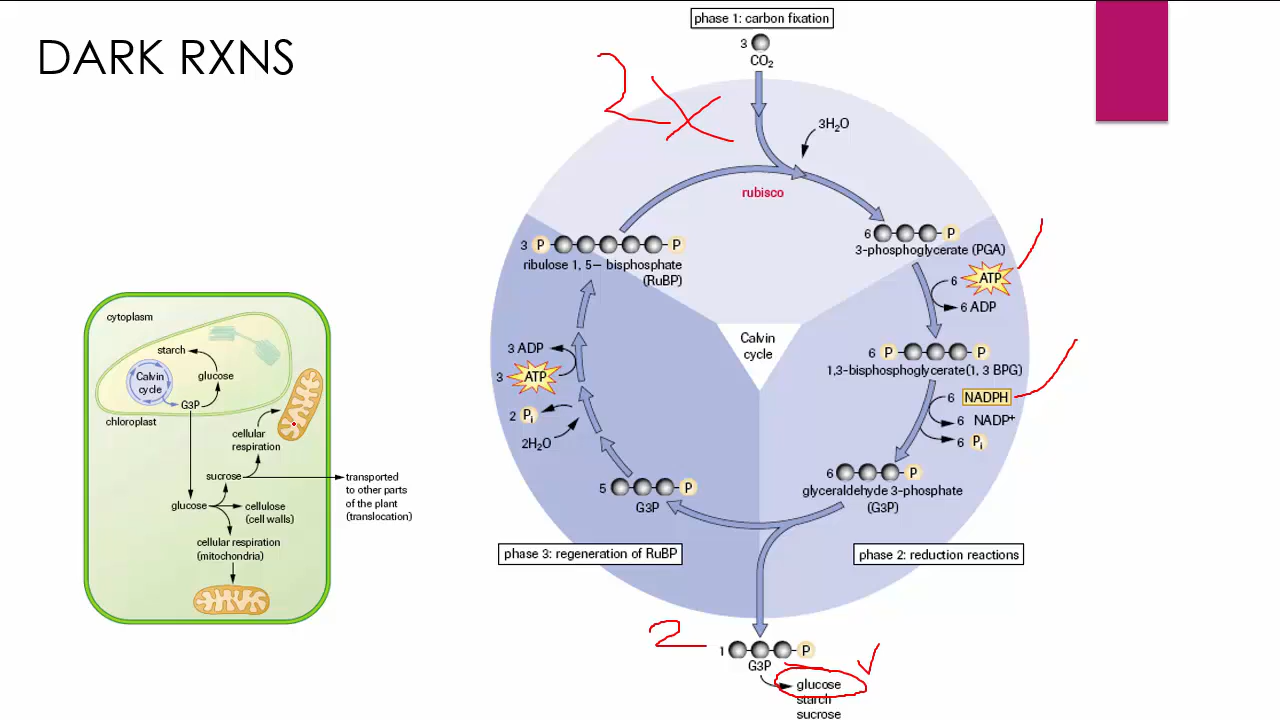 DARK RXNS
phase 1: carbon fixation
3
CO₂
2X
3H₂O
rubisco
3 P P
ribulose 1, 5– bisphosphate
(RuBP)
6 P
3-phosphoglycerate (PGA)
6 ATP
6 ADP
Calvin
cycle
6 P P
1,3-bisphosphoglycerate(1, 3 BPG)
6 NADPH
6 NADP⁺
6 Pi
6 P
glyceraldehyde 3-phosphate
(G3P)
3 ADP
3 ATP
2 Pi
2H₂O
5 P
G3P
phase 3: regeneration of RuBP
phase 2: reduction reactions
2
1 P
G3P
glucose
starch
sucrose
cytoplasm
starch
Calvin
cycle
glucose
G3P
chloroplast
cellular
respiration
sucrose
transported
to other parts
of the plant
(translocation)
glucose
cellulose
(cell walls)
cellular respiration
(mitochondria)